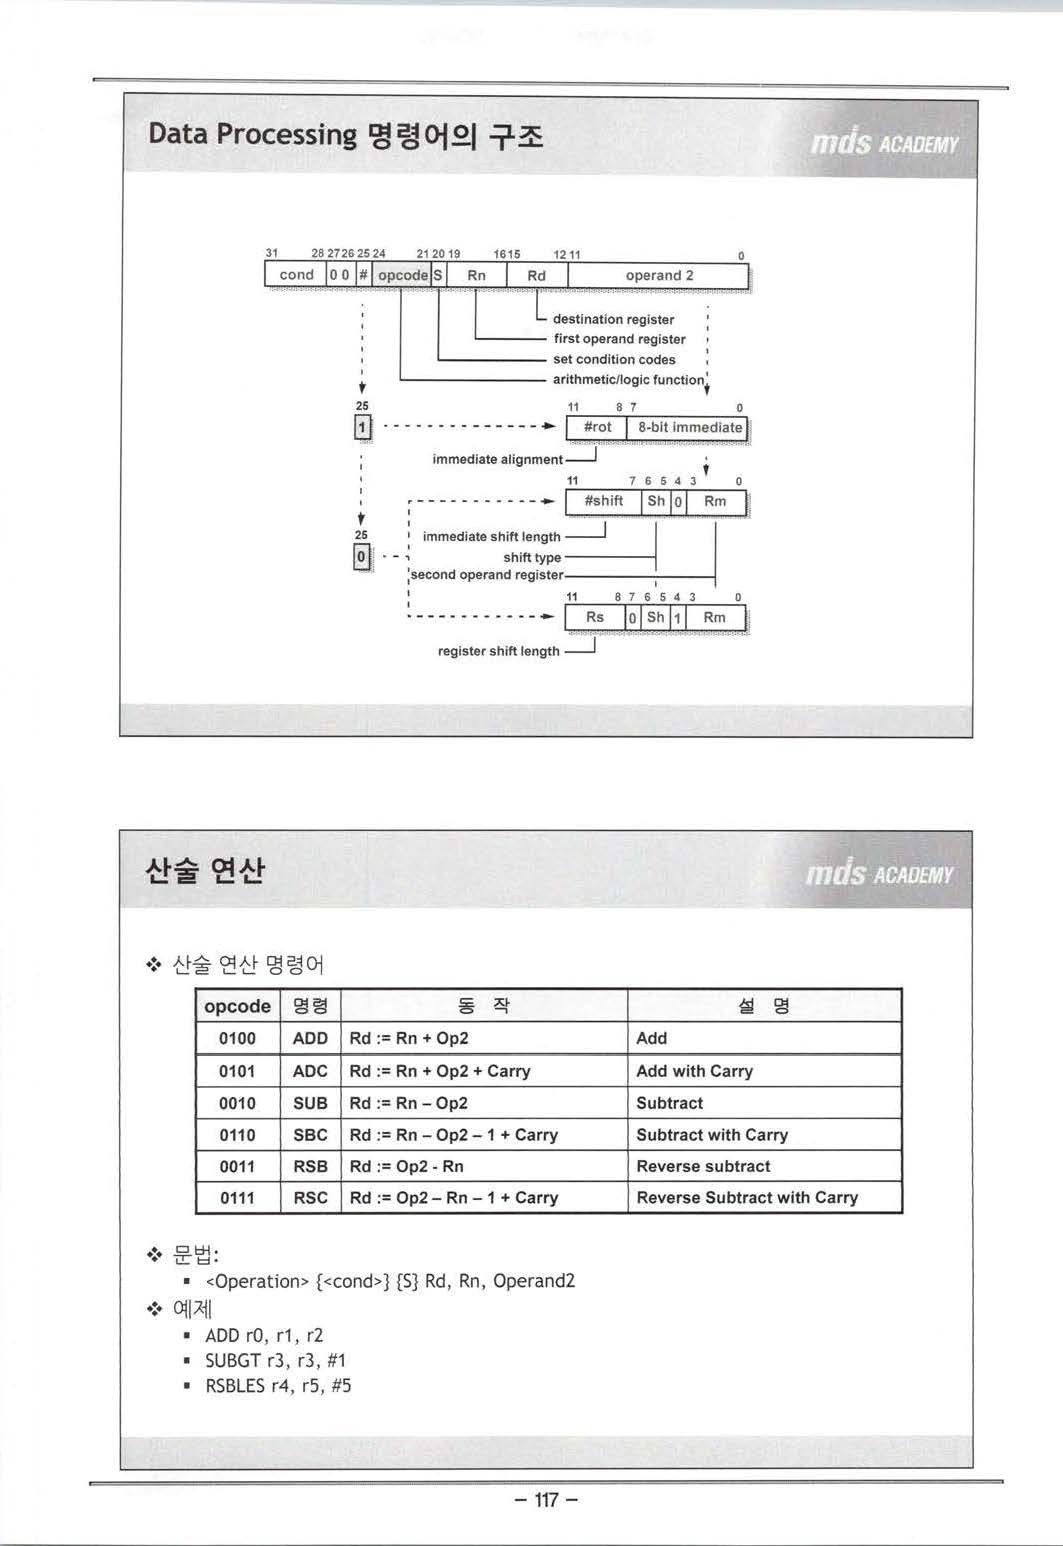 Data Processing 명령어의 구조
mds ACADEMY
31 28 27 26 25 24 21 20 19 16 15 12 11 0
cond 0 0 # opcode S Rn Rd operand 2
destination register
first operand register
set condition codes
arithmetic/logic function
25
11 8 7 0
1
#rot 8-bit immediate
immediate alignment
11 7 6 5 4 3 0
#shift Sh 0 Rm
25
immediate shift length
0
shift type
second operand register
11 8 7 6 5 4 3 0
Rs 0 Sh 1 Rm
register shift length
산술 연산
mds ACADEMY
❖ 산술 연산 명령어
opcode 명령 동 작 설 명
0100 ADD Rd := Rn + Op2 Add
0101 ADC Rd := Rn + Op2 + Carry Add with Carry
0010 SUB Rd := Rn – Op2 Subtract
0110 SBC Rd := Rn – Op2 – 1 + Carry Subtract with Carry
0011 RSB Rd := Op2 - Rn Reverse subtract
0111 RSC Rd := Op2 – Rn – 1 + Carry Reverse Subtract with Carry
❖ 문법:
▪ <Operation> {<cond>} {S} Rd, Rn, Operand2
❖ 예제
▪ ADD r0, r1, r2
▪ SUBGT r3, r3, #1
▪ RSBLES r4, r5, #5
– 117 –